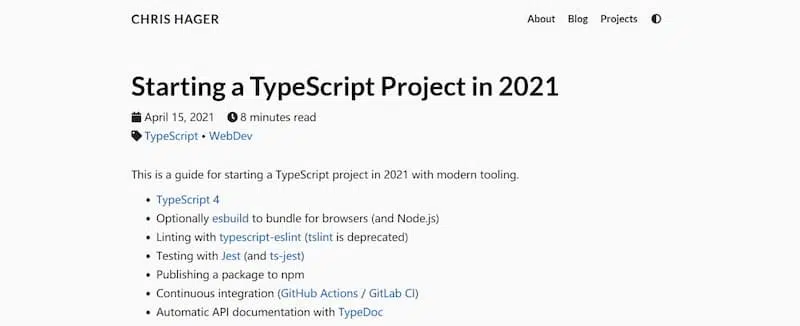 CHRIS HAGER About Blog Projects
Starting a TypeScript Project in 2021
April 15, 2021 8 minutes read
TypeScript • WebDev
This is a guide for starting a TypeScript project in 2021 with modern tooling.
• TypeScript 4
• Optionally esbuild to bundle for browsers (and Node.js)
• Linting with typescript-eslint (tslint is deprecated)
• Testing with Jest (and ts-jest)
• Publishing a package to npm
• Continuous integration (GitHub Actions / GitLab CI)
• Automatic API documentation with TypeDoc